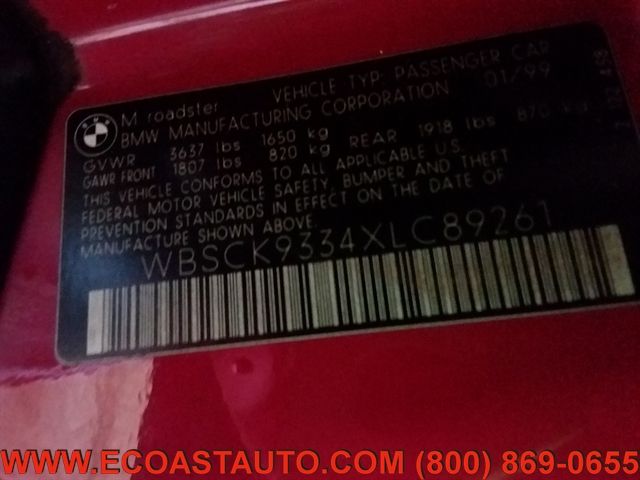 BMW
M roadster VEHICLE TYP: PASSENGER CAR
BMW MANUFACTURING CORPORATION 01/99
GVWR 3637 lbs 1650 kg
GAWR FRONT 1807 lbs 820 kg REAR 1918 lbs 870 kg
THIS VEHICLE CONFORMS TO ALL APPLICABLE U.S.
FEDERAL MOTOR VEHICLE SAFETY, BUMPER AND THEFT
PREVENTION STANDARDS IN EFFECT ON THE DATE OF
MANUFACTURE SHOWN ABOVE.
WBSCK9334XLC89261
WWW.ECOASTAUTO.COM (800) 869-0655